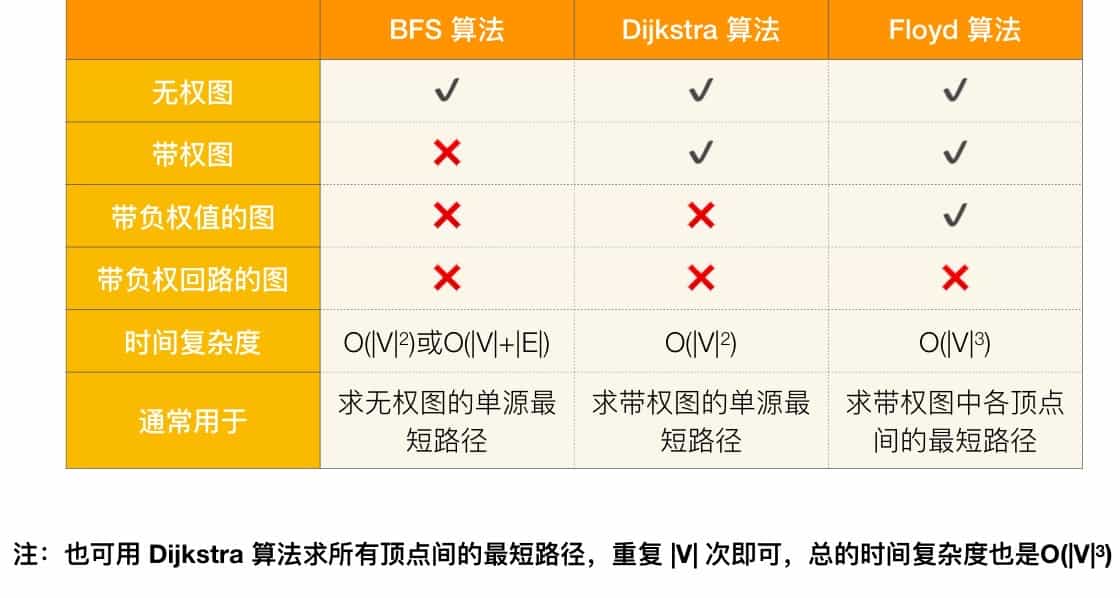 BFS 算法 Dijkstra 算法 Floyd 算法
无权图 ✔ ✔ ✔
带权图 ❌ ✔ ✔
带负权值的图 ❌ ❌ ✔
带负权回路的图 ❌ ❌ ❌
时间复杂度 O(|V|²)或O(|V|+|E|) O(|V|²) O(|V|³)
通常用于 求无权图的单源最短路径 求带权图的单源最短路径 求带权图中各顶点间的最短路径
注：也可用 Dijkstra 算法求所有顶点间的最短路径，重复 |V| 次即可，总的时间复杂度也是O(|V|³)